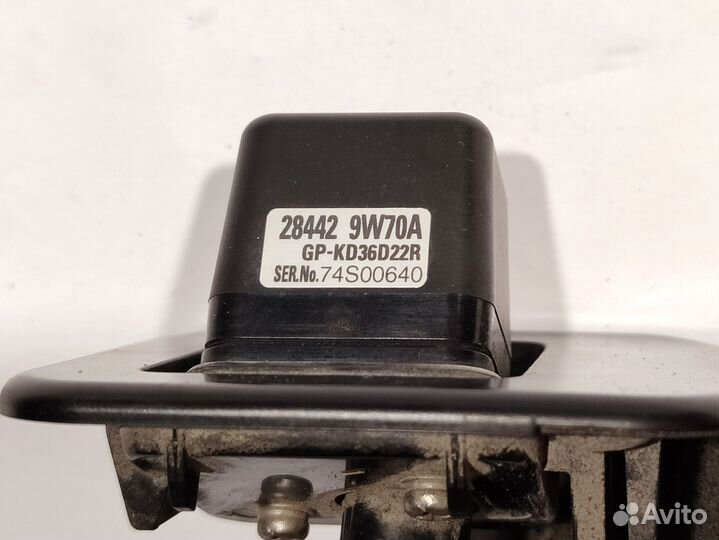 28442 9W70A
GP-KD36D22R
SER.No.74S00640
Avito